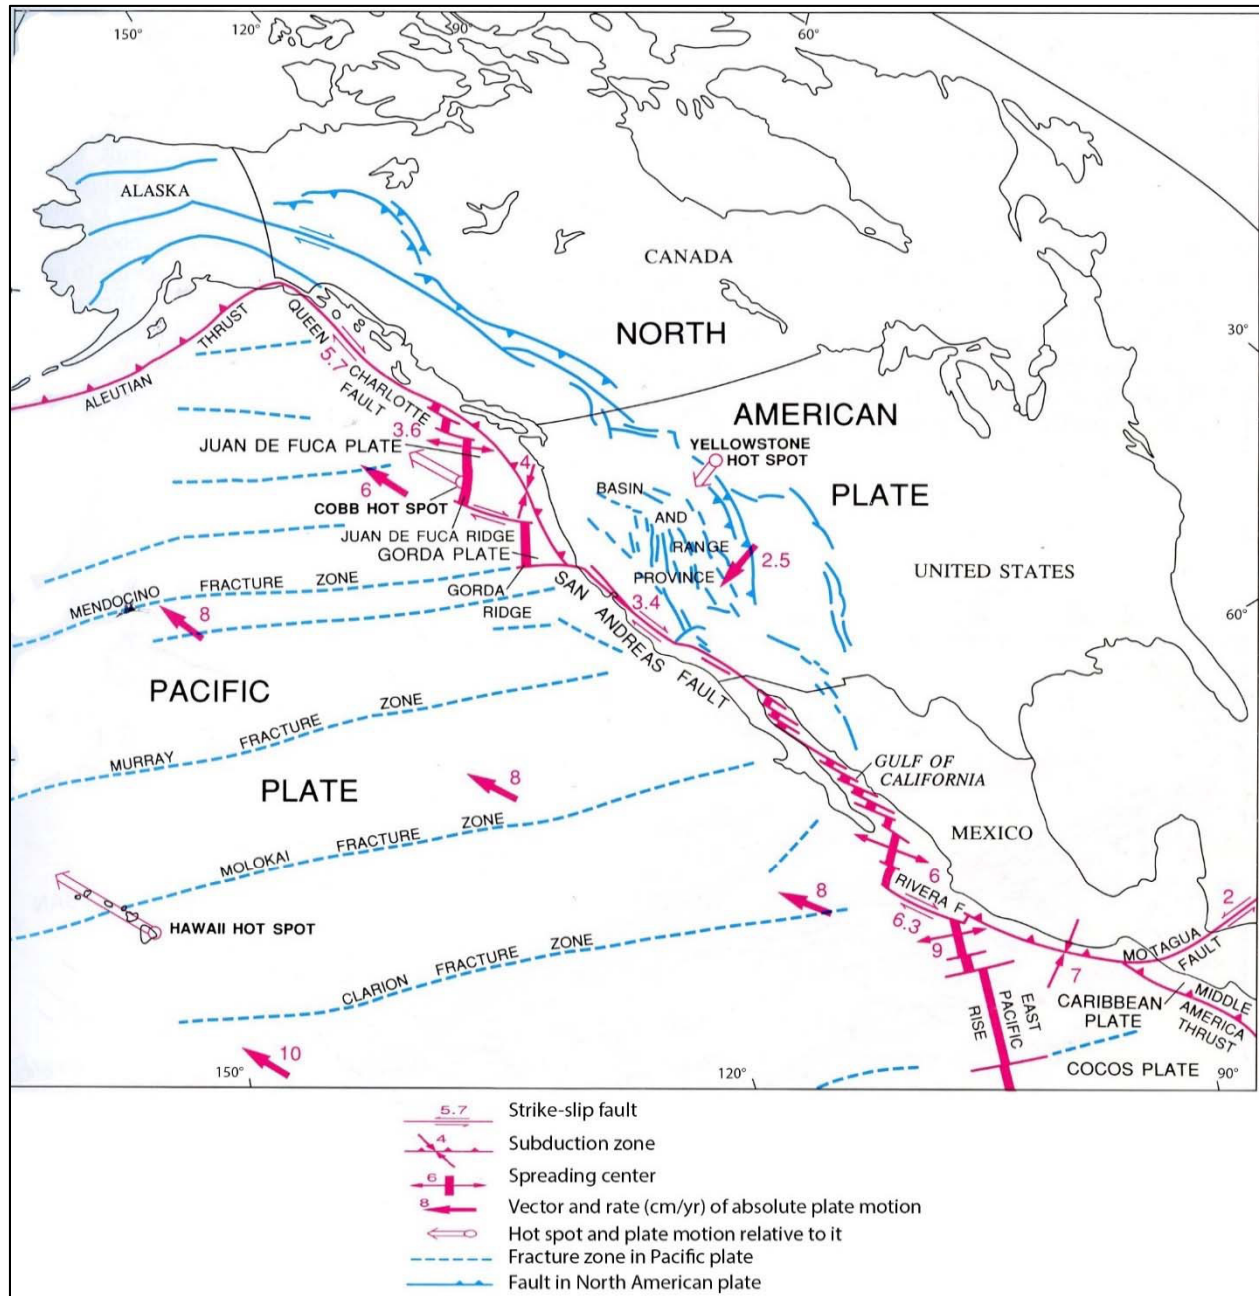 150°
120°
90°
60°
ALASKA
CANADA
NORTH
30°
ALEUTIAN
THRUST
QUEEN
CHARLOTTE
FAULT
5.7
AMERICAN
3.6
JUAN DE FUCA PLATE
4
YELLOWSTONE
HOT SPOT
6
COBB HOT SPOT
PLATE
BASIN
AND
RANGE
PROVINCE
2.5
JUAN DE FUCA RIDGE
GORDA PLATE
UNITED STATES
GORDA
RIDGE
MENDOCINO
FRACTURE
ZONE
8
3.4
SAN ANDREAS FAULT
60°
PACIFIC
MURRAY
FRACTURE
ZONE
GULF OF
CALIFORNIA
PLATE
8
MOLOKAI
FRACTURE
ZONE
MEXICO
6
8
RIVERA F.
6.3
2
HAWAII HOT SPOT
9
7
MOTAGUA
FAULT
CLARION
FRACTURE
ZONE
EAST
PACIFIC
RISE
CARIBBEAN
PLATE
MIDDLE
AMERICA
THRUST
10
COCOS PLATE
150°
120°
90°
5.7 Strike-slip fault
4 Subduction zone
6 Spreading center
8 Vector and rate (cm/yr) of absolute plate motion
Hot spot and plate motion relative to it
Fracture zone in Pacific plate
Fault in North American plate